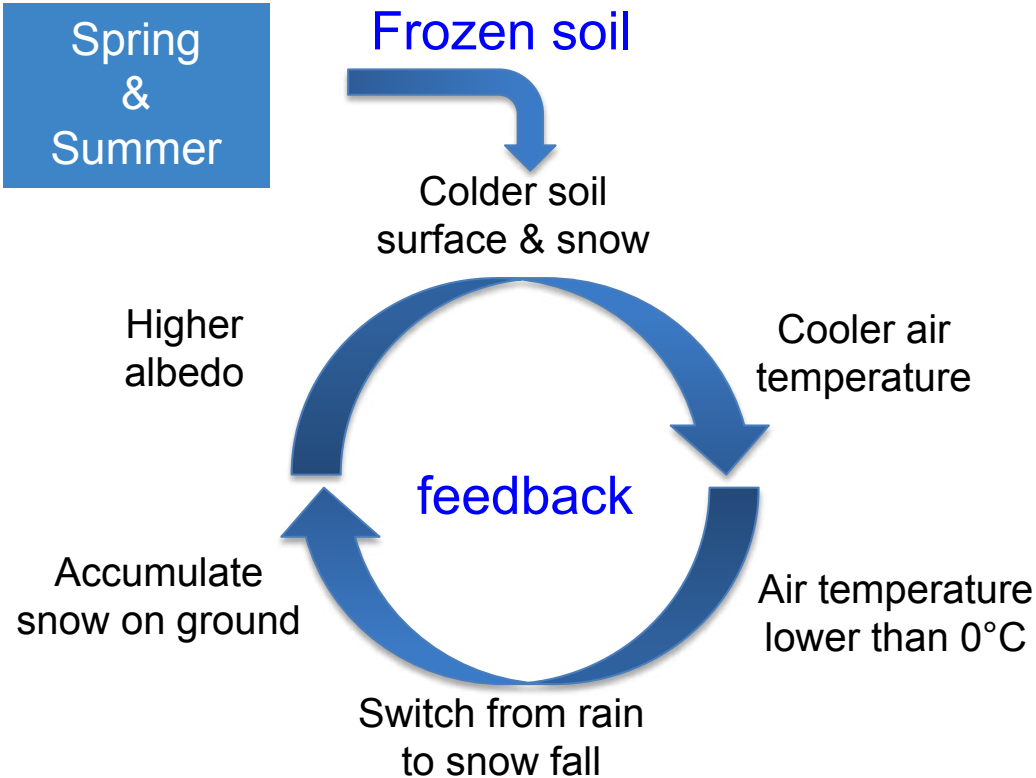 Spring
&
Summer
Frozen soil
Colder soil
surface & snow
Cooler air
temperature
Air temperature
lower than 0°C
Switch from rain
to snow fall
Accumulate
snow on ground
Higher
albedo
feedback